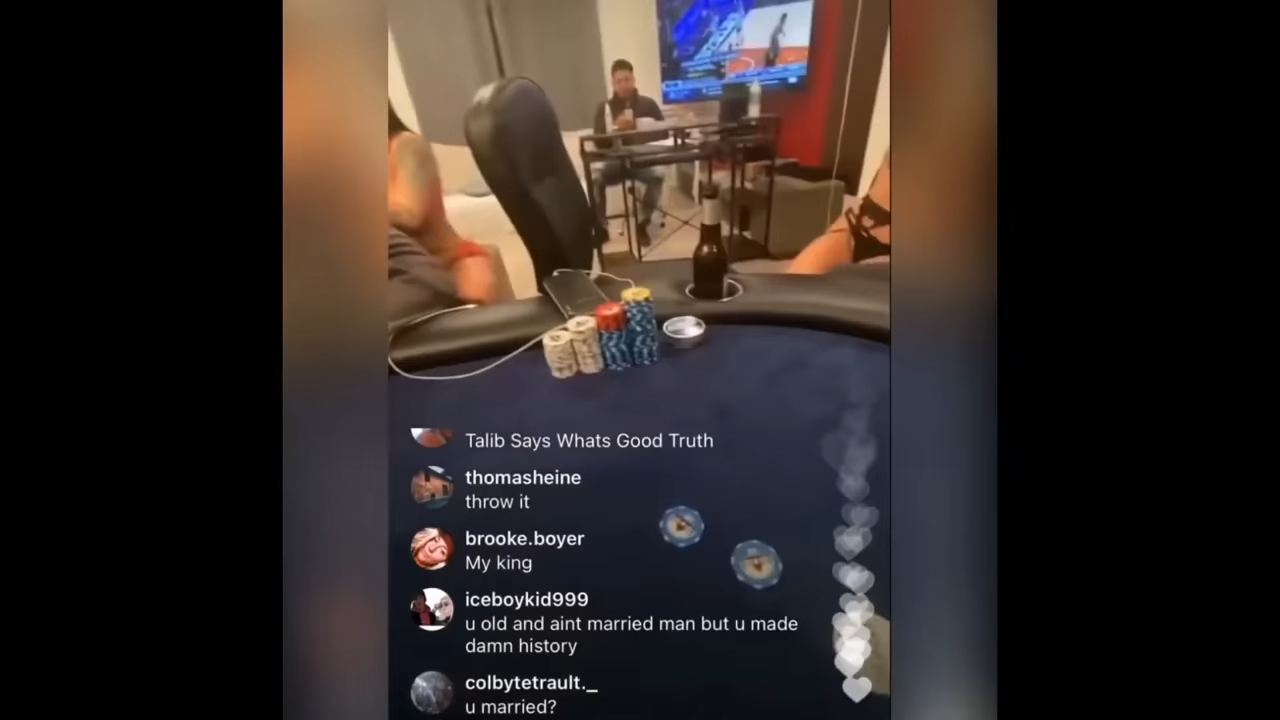 Talib Says Whats Good Truth
thomasheine
throw it
brooke.boyer
My king
iceboykid999
u old and aint married man but u made
damn history
colbytetrault._
u married?